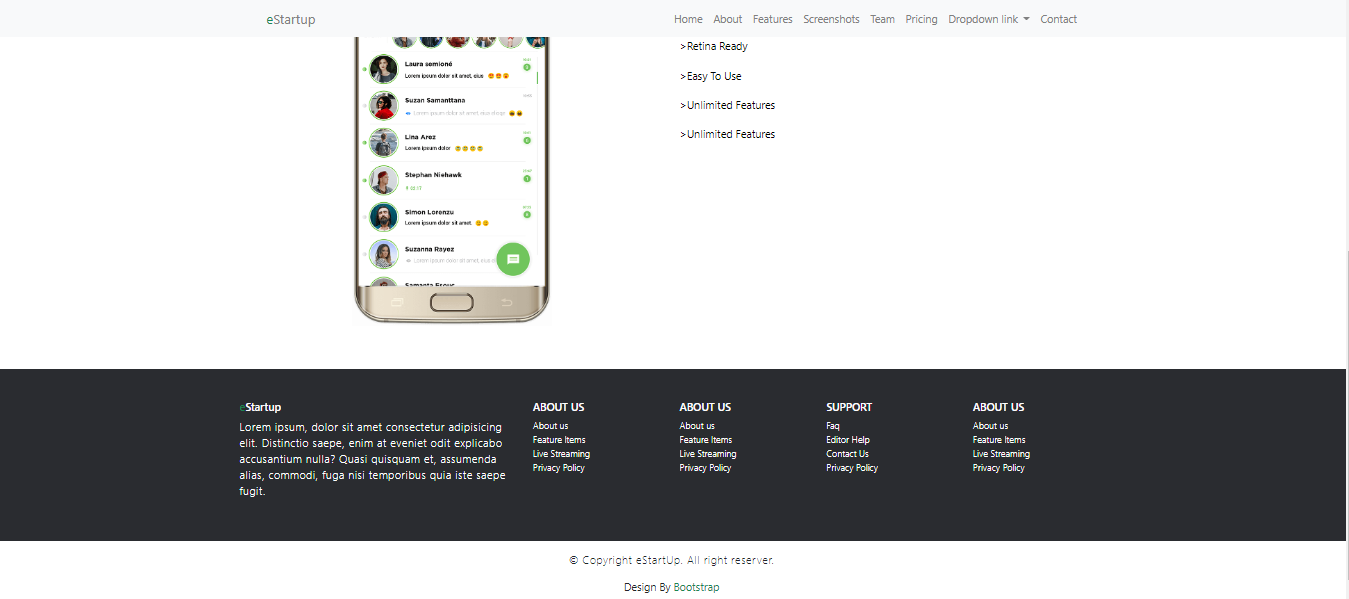 eStartup
Home About Features Screenshots Team Pricing Dropdown link Contact
Laura somioné
Lorem ipsum dolor sit amet, eius
Suzan Samanttana
Lorem ipsum dolor sit amet, eius
Lina Aroz
Lorem ipsum dolor
Stephan Niehawk
Simon Lorenzu
Lorem ipsum dolor sit amet.
Suzanna Rayez
Lorem ipsum dolor sit amet, eius
>Retina Ready
>Easy To Use
>Unlimited Features
>Unlimited Features
eStartup
Lorem ipsum, dolor sit amet consectetur adipisicing
elit. Distinctio saepe, enim at eveniet odit explicabo
accusantium nulla? Quasi quisquam et, assumenda
alias, commodi, fuga nisi temporibus quia iste saepe
fugit.
ABOUT US
About us
Feature Items
Live Streaming
Privacy Policy
ABOUT US
About us
Feature Items
Live Streaming
Privacy Policy
SUPPORT
Faq
Editor Help
Contact Us
Privacy Policy
ABOUT US
About us
Feature Items
Live Streaming
Privacy Policy
© Copyright eStartUp. All right reserver.
Design By Bootstrap